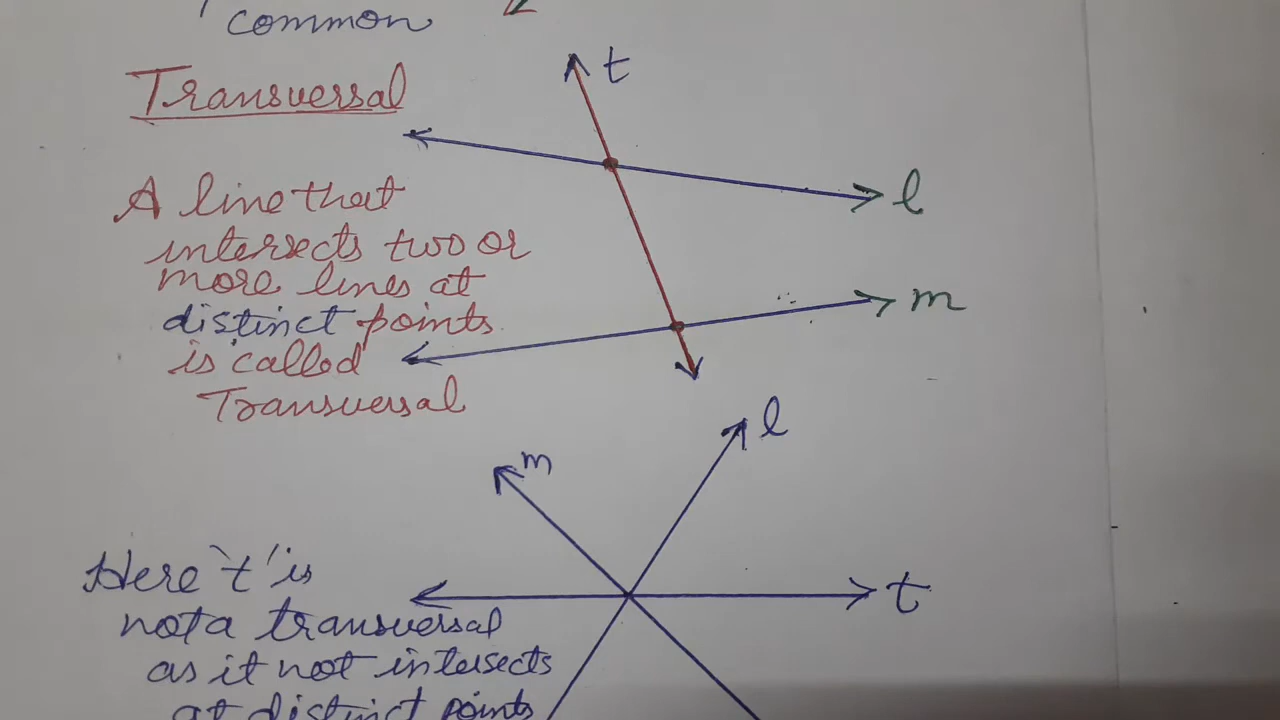 common
Transversal
t
l
A line that
intersects two or
more lines at
distinct points
is called
Transversal
m
l
m
Here 't' is
not a transversal
as it not intersects
at distinct points
t